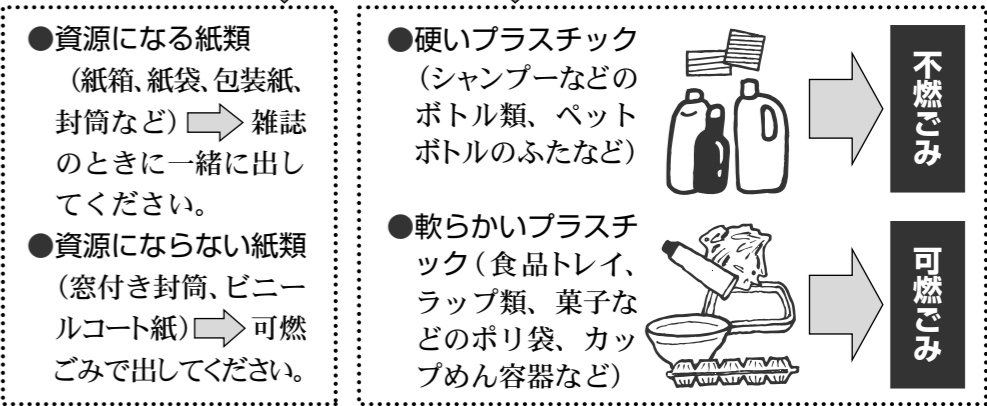 ●資源になる紙類
（紙箱、紙袋、包装紙、
封筒など）⇨ 雑誌
のときに一緒に出し
てください。
●資源にならない紙類
（窓付き封筒、ビニー
ルコート紙）⇨ 可燃
ごみで出してください。
●硬いプラスチック
（シャンプーなどの
ボトル類、ペット
ボトルのふたなど）
不燃ごみ
●軟らかいプラスチ
ック（食品トレイ、
ラップ類、菓子な
どのポリ袋、カッ
プめん容器など）
可燃ごみ